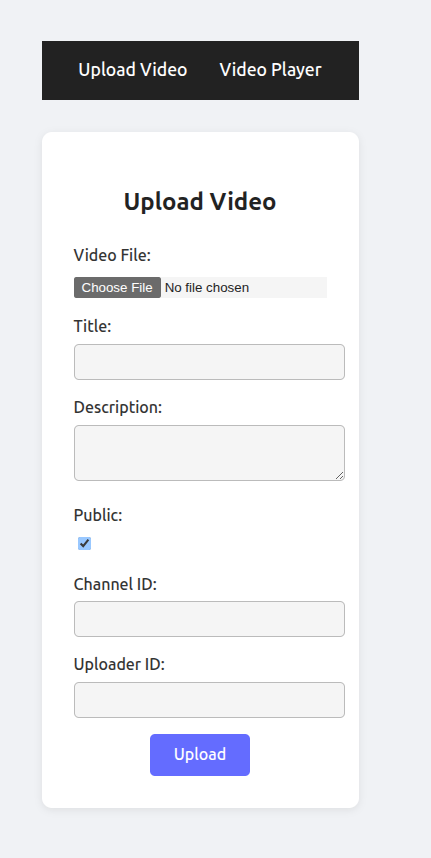 Upload Video Video Player
Upload Video
Video File:
Choose File No file chosen
Title:
Description:
Public:
Channel ID:
Uploader ID:
Upload